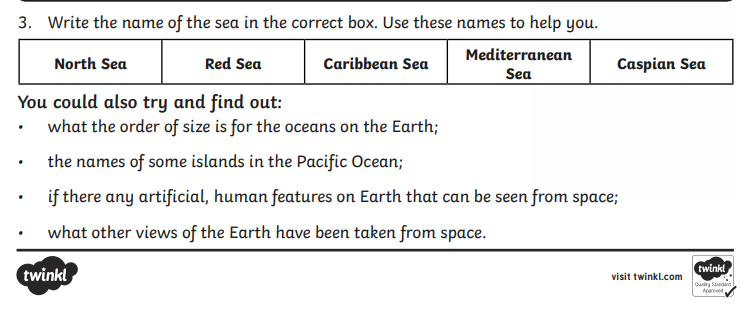 3. Write the name of the sea in the correct box. Use these names to help you.
North Sea Red Sea Caribbean Sea Mediterranean Sea Caspian Sea
You could also try and find out:
• what the order of size is for the oceans on the Earth;
• the names of some islands in the Pacific Ocean;
• if there any artificial, human features on Earth that can be seen from space;
• what other views of the Earth have been taken from space.
twinkl visit twinkl.com twinkl
Quality Standard
Approved